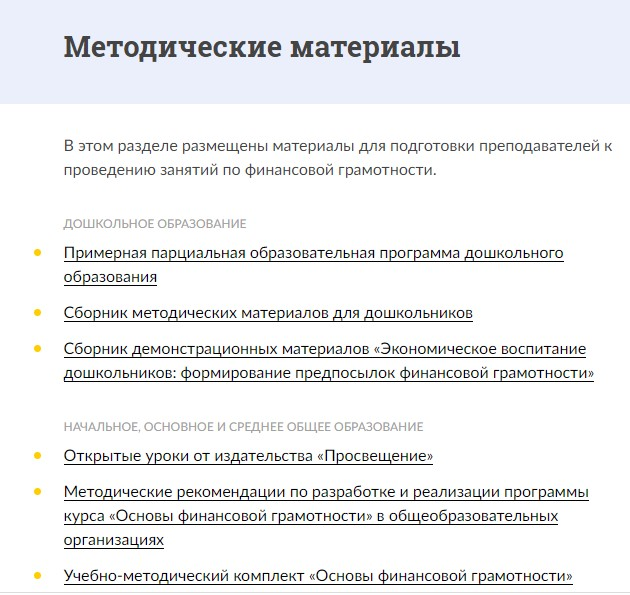 Методические материалы
В этом разделе размещены материалы для подготовки преподавателей к
проведению занятий по финансовой грамотности.
ДОШКОЛЬНОЕ ОБРАЗОВАНИЕ
Примерная парциальная образовательная программа дошкольного
образования
Сборник методических материалов для дошкольников
Сборник демонстрационных материалов «Экономическое воспитание
дошкольников: формирование предпосылок финансовой грамотности»
НАЧАЛЬНОЕ, ОСНОВНОЕ И СРЕДНЕЕ ОБЩЕЕ ОБРАЗОВАНИЕ
Открытые уроки от издательства «Просвещение»
Методические рекомендации по разработке и реализации программы
курса «Основы финансовой грамотности» в общеобразовательных
организациях
Учебно-методический комплект «Основы финансовой грамотности»